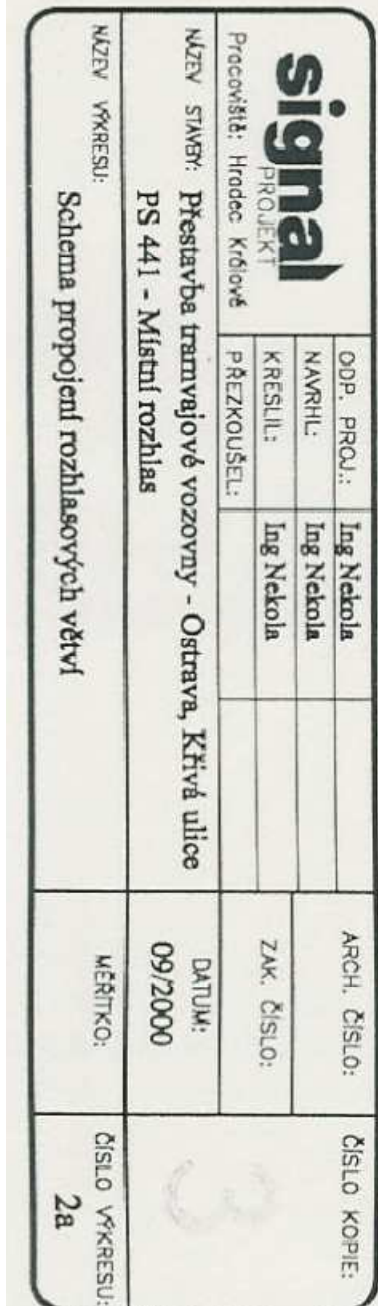 signal
PROJEKT
Pracoviště: Hradec Králové
ODP. PROJ.: Ing Nekola
NAVRHL: Ing Nekola
KRESLIL: Ing Nekola
PŘEZKOUŠEL:
ARCH. ČÍSLO:
ZAK. ČÍSLO:
ČÍSLO KOPIE:
3
NÁZEV STAVBY: Přestavba tramvajové vozovny - Ostrava, Křivá ulice
PS 441 - Místní rozhlas
DATUM:
09/2000
NÁZEV VÝKRESU:
Schema propojení rozhlasových větví
MĚŘÍTKO:
ČÍSLO VÝKRESU:
2a